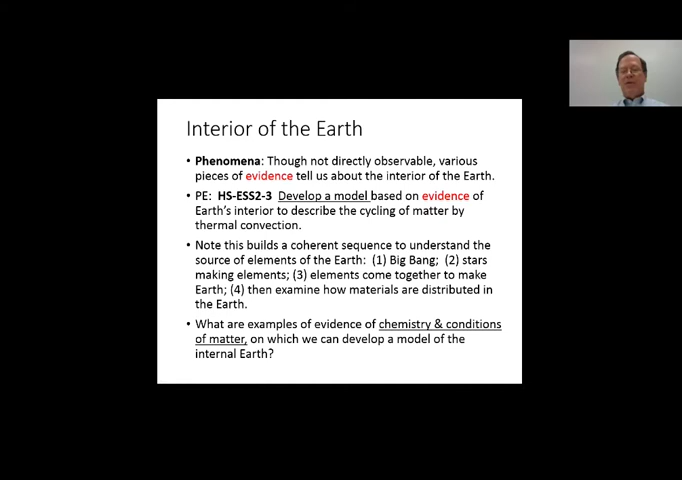 Interior of the Earth
• Phenomena: Though not directly observable, various
pieces of evidence tell us about the interior of the Earth.
• PE: HS-ESS2-3 Develop a model based on evidence of
Earth's interior to describe the cycling of matter by
thermal convection.
• Note this builds a coherent sequence to understand the
source of elements of the Earth: (1) Big Bang; (2) stars
making elements; (3) elements come together to make
Earth; (4) then examine how materials are distributed in
the Earth.
• What are examples of evidence of chemistry & conditions
of matter, on which we can develop a model of the
internal Earth?